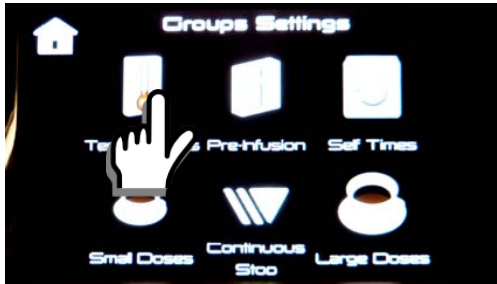 Groups Settings
Pre-Infusion
Self Times
Small Doses
Continuous
Stop
Large Doses